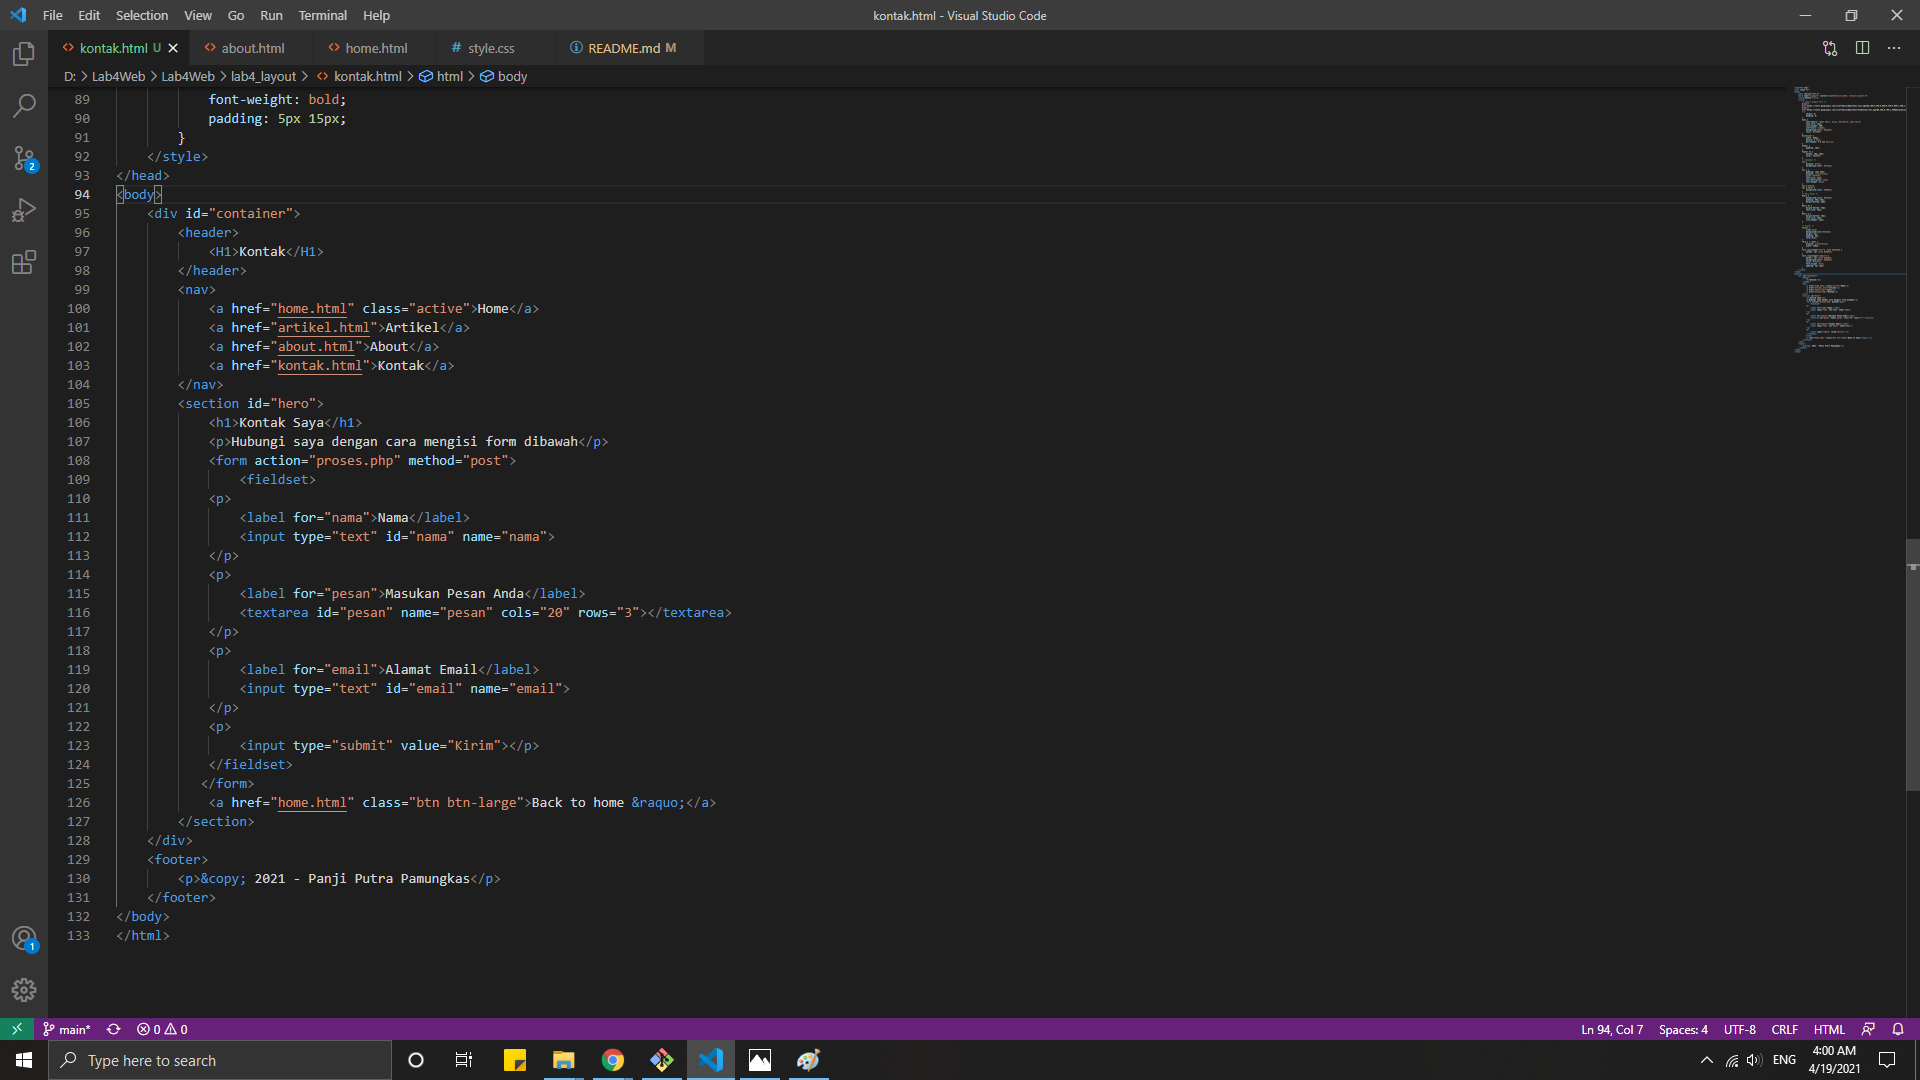 File Edit Selection View Go Run Terminal Help
kontak.html - Visual Studio Code
kontak.html U
about.html
home.html
# style.css
README.md M
D: > Lab4Web > Lab4Web > lab4_layout > kontak.html > html > body
89 font-weight: bold;
90 padding: 5px 15px;
91 }
92 </style>
93 </head>
94 <body>
95 <div id="container">
96 <header>
97 <H1>Kontak</H1>
98 </header>
99 <nav>
100 <a href="home.html" class="active">Home</a>
101 <a href="artikel.html">Artikel</a>
102 <a href="about.html">About</a>
103 <a href="kontak.html">Kontak</a>
104 </nav>
105 <section id="hero">
106 <h1>Kontak Saya</h1>
107 <p>Hubungi saya dengan cara mengisi form dibawah</p>
108 <form action="proses.php" method="post">
109 <fieldset>
110 <p>
111 <label for="nama">Nama</label>
112 <input type="text" id="nama" name="nama">
113 </p>
114 <p>
115 <label for="pesan">Masukan Pesan Anda</label>
116 <textarea id="pesan" name="pesan" cols="20" rows="3"></textarea>
117 </p>
118 <p>
119 <label for="email">Alamat Email</label>
120 <input type="text" id="email" name="email">
121 </p>
122 <p>
123 <input type="submit" value="Kirim"></p>
124 </fieldset>
125 </form>
126 <a href="home.html" class="btn btn-large">Back to home &raquo;</a>
127 </section>
128 </div>
129 <footer>
130 <p>&copy; 2021 - Panji Putra Pamungkas</p>
131 </footer>
132 </body>
133 </html>
2
1
main* 0 0
Ln 94, Col 7 Spaces: 4 UTF-8 CRLF HTML
Type here to search
ENG
4:00 AM
4/19/2021